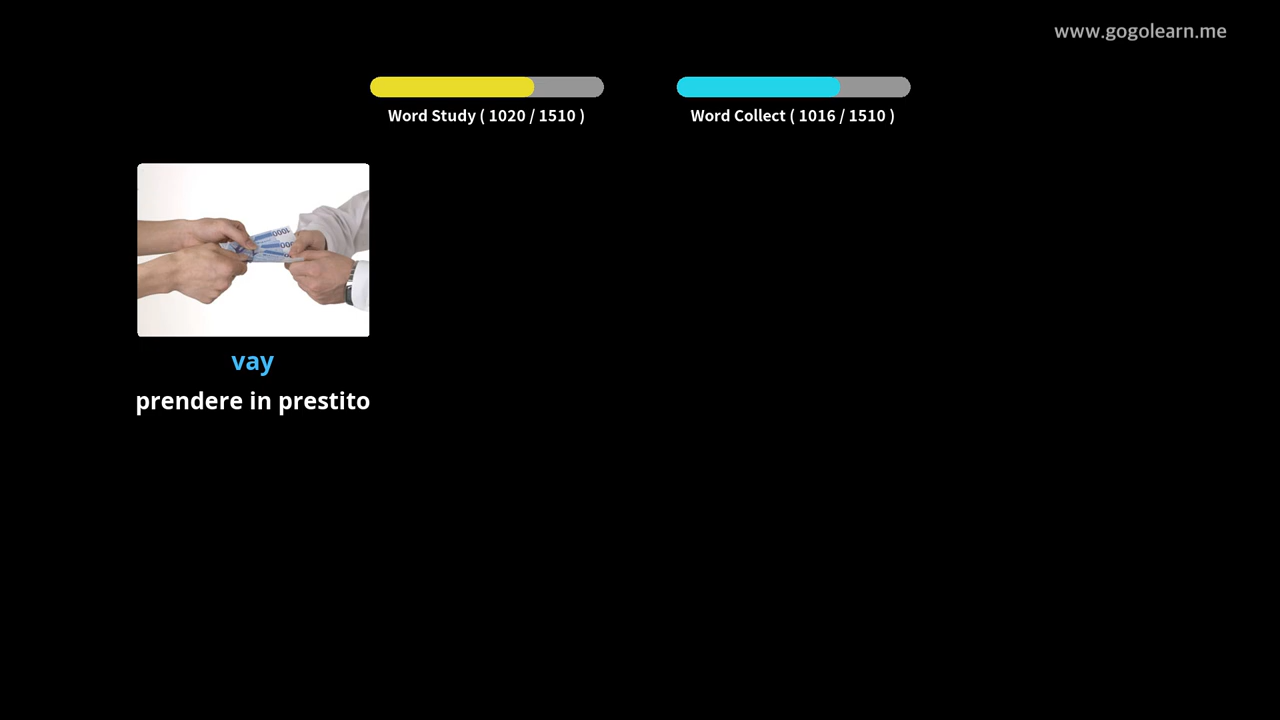 www.gogolearn.me
Word Study ( 1020 / 1510 )
Word Collect ( 1016 / 1510 )
vay
prendere in prestito